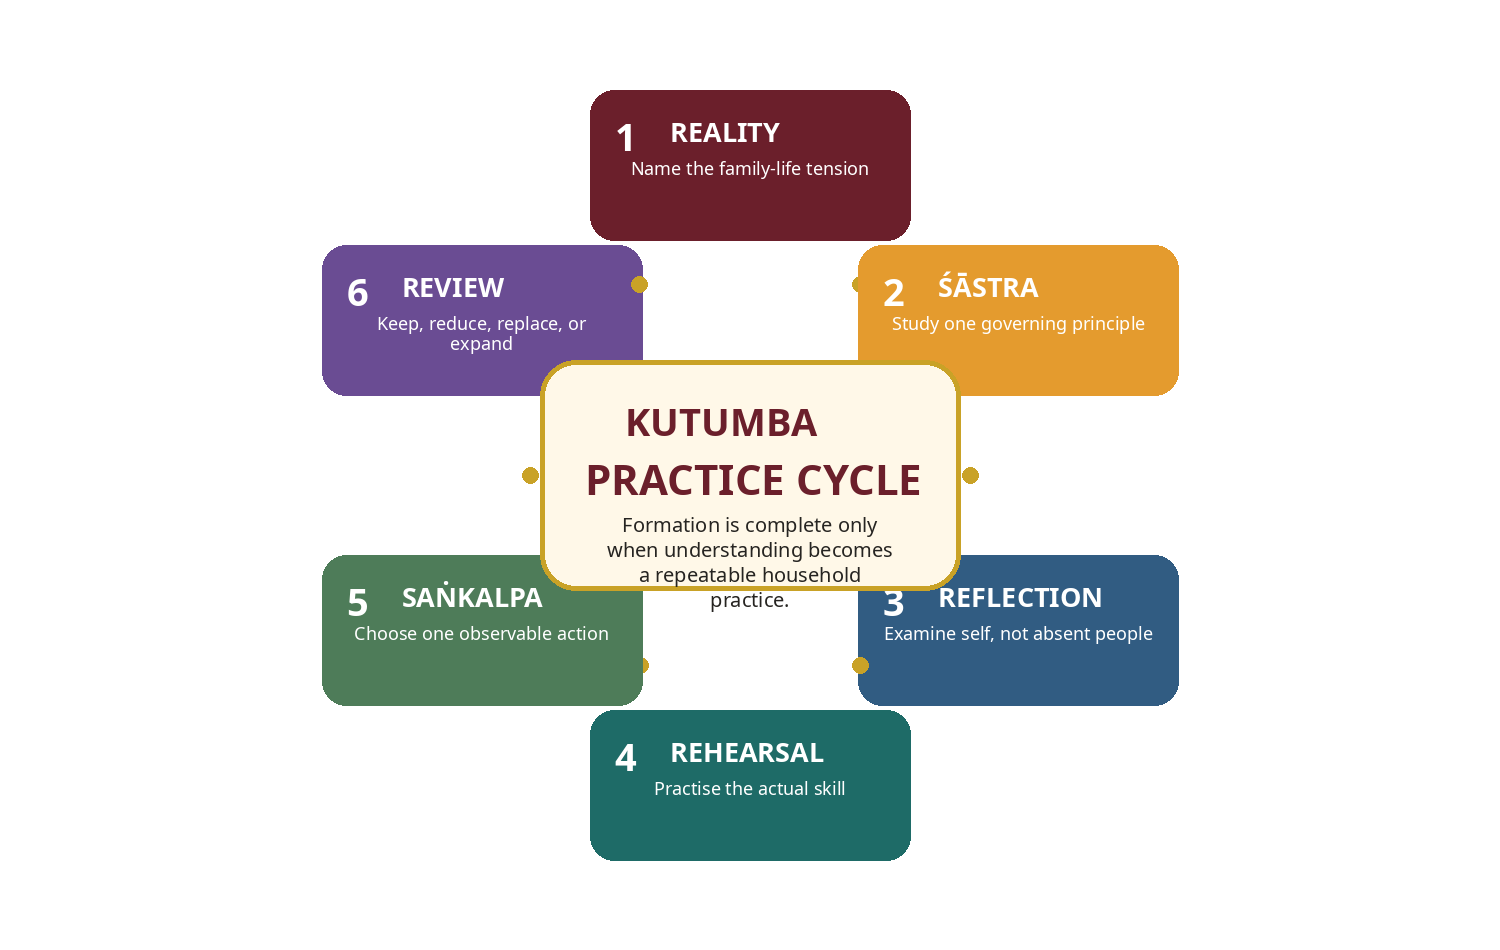 1 REALITY
Name the family-life tension
2 ŚĀSTRA
Study one governing principle
3 REFLECTION
Examine self, not absent people
4 REHEARSAL
Practise the actual skill
5 SAṄKALPA
Choose one observable action
6 REVIEW
Keep, reduce, replace, or
expand
KUTUMBA
PRACTICE CYCLE
Formation is complete only
when understanding becomes
a repeatable household
practice.